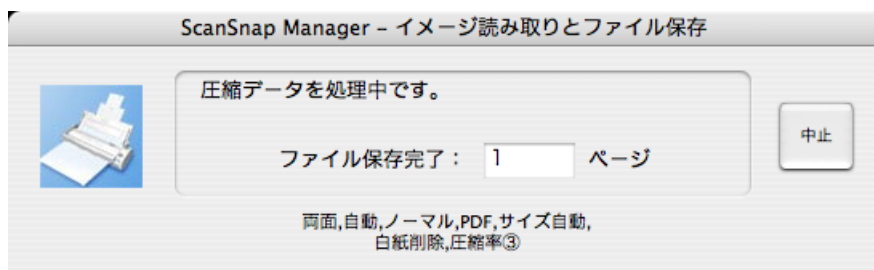 ScanSnap Manager – イメージ読み取りとファイル保存
圧縮データを処理中です。
中止
ファイル保存完了： 1 ページ
両面,自動,ノーマル,PDF,サイズ自動,
白紙削除,圧縮率③